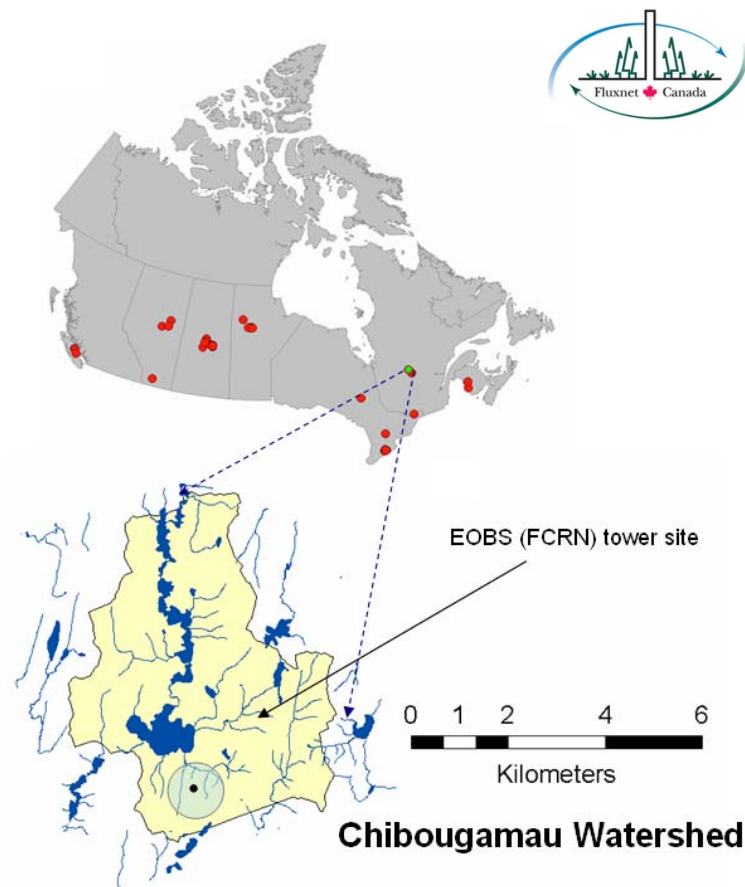 Fluxnet Canada
EOBS (FCRN) tower site
0 1 2 4 6
Kilometers
Chibougamau Watershed